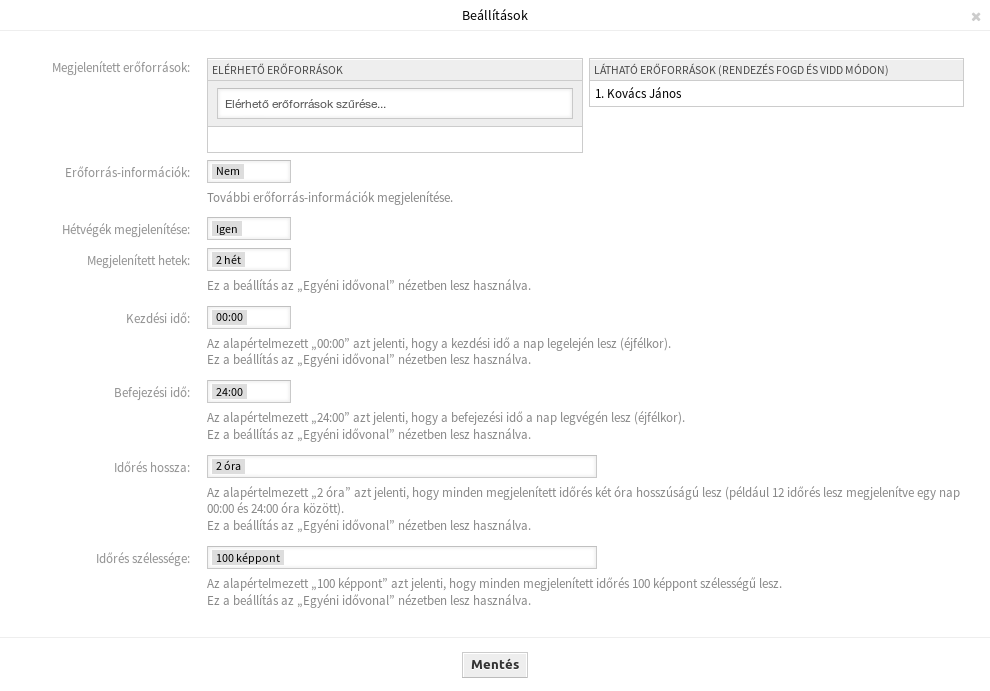 Beállítások
Megjelenített erőforrások:
ELÉRHETŐ ERŐFORRÁSOK
Elérhető erőforrások szűrése...
LÁTHATÓ ERŐFORRÁSOK (RENDEZÉS FOGD ÉS VIDD MÓDON)
1. Kovács János
Erőforrás-információk:
Nem
További erőforrás-információk megjelenítése.
Hétvégék megjelenítése:
Igen
Megjelenített hetek:
2 hét
Ez a beállítás az „Egyéni idővonal” nézetben lesz használva.
Kezdési idő:
00:00
Az alapértelmezett „00:00” azt jelenti, hogy a kezdési idő a nap legelején lesz (éjfélkor).
Ez a beállítás az „Egyéni idővonal” nézetben lesz használva.
Befejezési idő:
24:00
Az alapértelmezett „24:00” azt jelenti, hogy a befejezési idő a nap legvégén lesz (éjfélkor).
Ez a beállítás az „Egyéni idővonal” nézetben lesz használva.
Időrés hossza:
2 óra
Az alapértelmezett „2 óra” azt jelenti, hogy minden megjelenített időrés két óra hosszúságú lesz (például 12 időrés lesz megjelenítve egy nap
00:00 és 24:00 óra között).
Ez a beállítás az „Egyéni idővonal” nézetben lesz használva.
Időrés szélessége:
100 képpont
Az alapértelmezett „100 képpont” azt jelenti, hogy minden megjelenített időrés 100 képpont szélességű lesz.
Ez a beállítás az „Egyéni idővonal” nézetben lesz használva.
Mentés